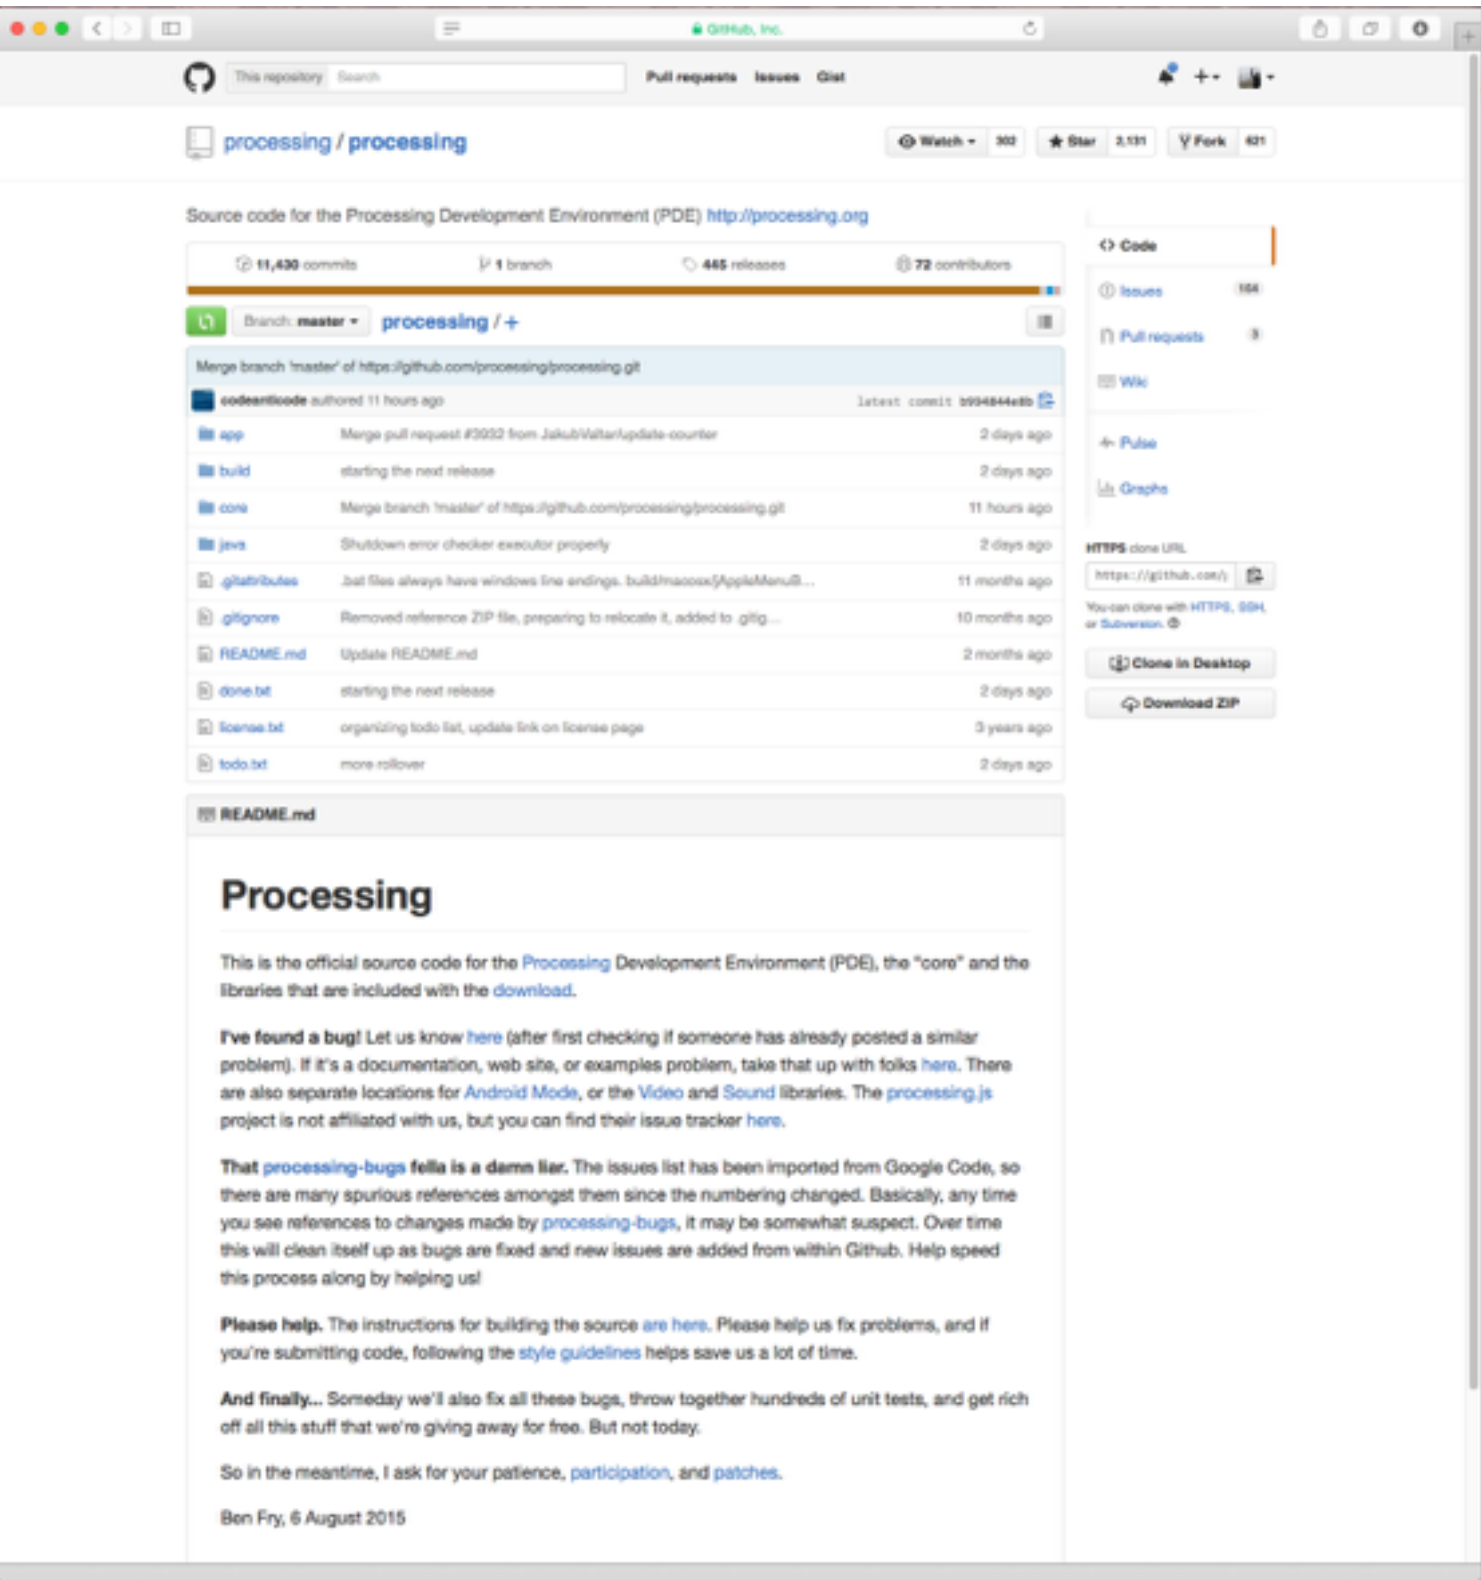 GitHub, Inc.
This repository Search Pull requests Issues Gist
processing / processing Watch 302 Star 2,131 Fork 621
Source code for the Processing Development Environment (PDE) http://processing.org
11,430 commits 1 branch 445 releases 72 contributors
Branch: master processing / +
Merge branch 'master' of https://github.com/processing/processing.git
codeanticode authored 11 hours ago latest commit
app Merge pull request #3932 from JakubValtar/update-counter 2 days ago
build starting the next release 2 days ago
core Merge branch 'master' of https://github.com/processing/processing.git 11 hours ago
java Shutdown error checker executor properly 2 days ago
.gitattributes .bat files always have windows line endings. build/macosx/jAppleMenuB... 11 months ago
.gitignore Removed reference ZIP file, preparing to relocate it, added to .gitig... 10 months ago
README.md Update README.md 2 months ago
done.txt starting the next release 2 days ago
license.txt organizing todo list, update link on license page 3 years ago
todo.txt more rollover 2 days ago
Code
Issues 164
Pull requests 3
Wiki
Pulse
Graphs
HTTPS clone URL
https://github.com/p
You can clone with HTTPS, SSH,
or Subversion.
Clone in Desktop
Download ZIP
README.md
Processing
This is the official source code for the Processing Development Environment (PDE), the "core" and the
libraries that are included with the download.
I've found a bug! Let us know here (after first checking if someone has already posted a similar
problem). If it's a documentation, web site, or examples problem, take that up with folks here. There
are also separate locations for Android Mode, or the Video and Sound libraries. The processing.js
project is not affiliated with us, but you can find their issue tracker here.
That processing-bugs fella is a damn liar. The issues list has been imported from Google Code, so
there are many spurious references amongst them since the numbering changed. Basically, any time
you see references to changes made by processing-bugs, it may be somewhat suspect. Over time
this will clean itself up as bugs are fixed and new issues are added from within Github. Help speed
this process along by helping us!
Please help. The instructions for building the source are here. Please help us fix problems, and if
you're submitting code, following the style guidelines helps save us a lot of time.
And finally... Someday we'll also fix all these bugs, throw together hundreds of unit tests, and get rich
off all this stuff that we're giving away for free. But not today.
So in the meantime, I ask for your patience, participation, and patches.
Ben Fry, 6 August 2015